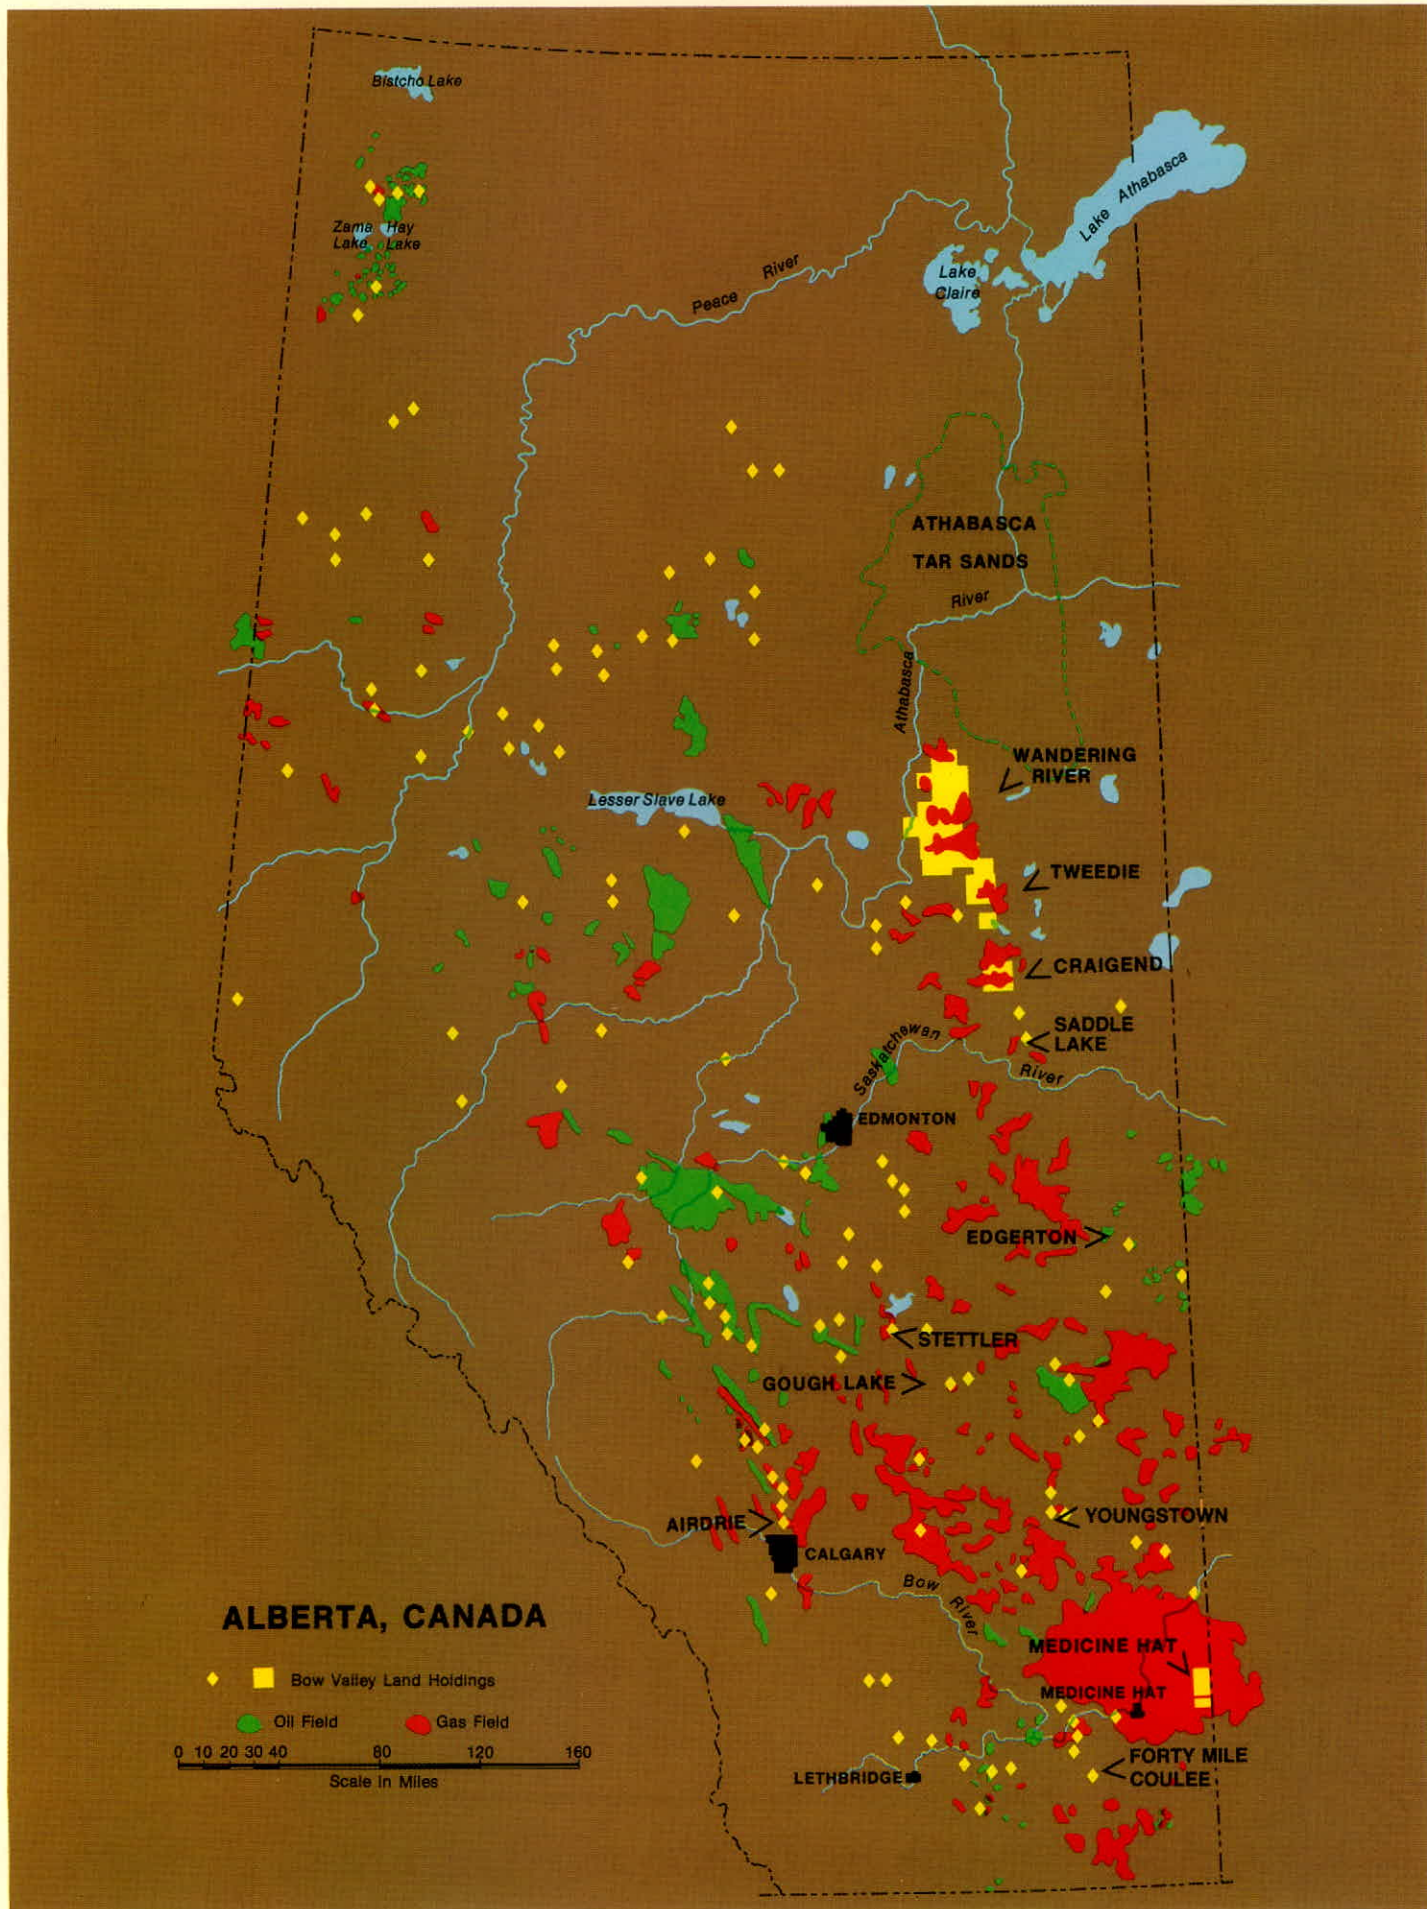 Bistcho Lake
Lake Athabasca
Zama Hay
Lake Lake
Lake
Claire
Peace River
ATHABASCA
TAR SANDS
River
Athabasca
WANDERING
RIVER
Lesser Slave Lake
TWEEDIE
CRAIGEND
SADDLE
LAKE
Saskatchewan
River
EDMONTON
EDGERTON
STETTLER
GOUGH LAKE
AIRDRIE
YOUNGSTOWN
CALGARY
Bow River
ALBERTA, CANADA
MEDICINE HAT
Bow Valley Land Holdings
MEDICINE HAT
Oil Field Gas Field
0 10 20 30 40 80 120 160
Scale in Miles
FORTY MILE
COULEE
LETHBRIDGE